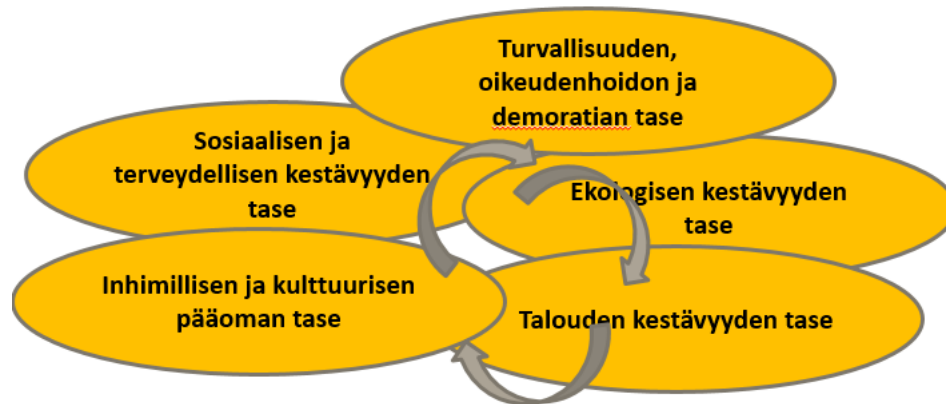 Turvallisuuden,
oikeudenhoidon ja
demoratian tase
Sosiaalisen ja
terveydellisen kestävyyden
tase
Ekologisen kestävyyden
tase
Inhimillisen ja kulttuurisen
pääoman tase
Talouden kestävyyden tase